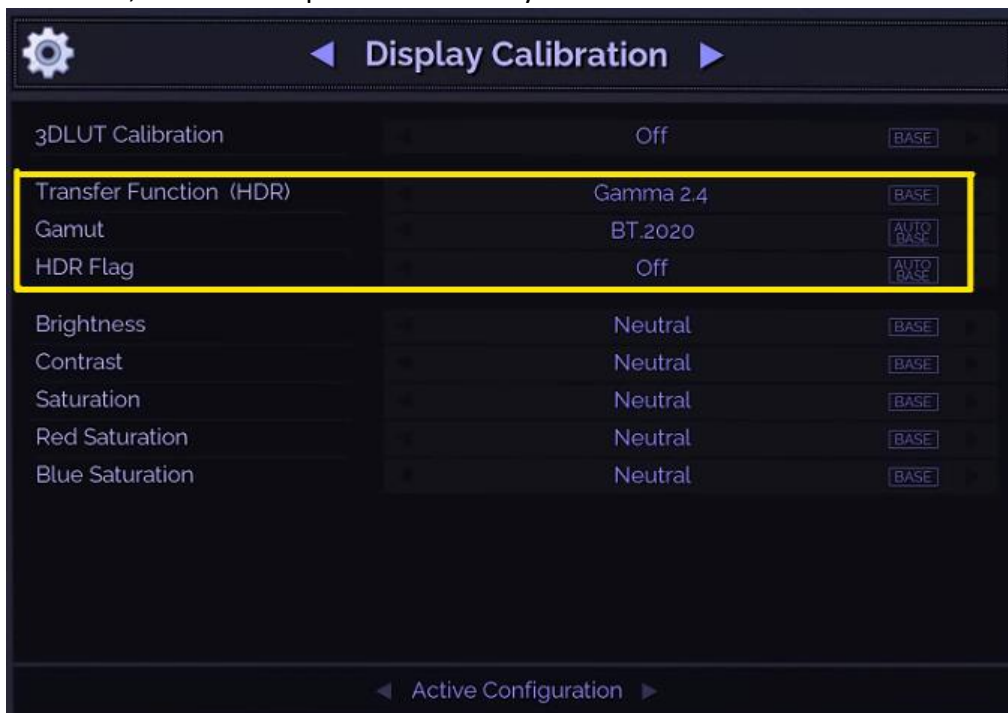 Display Calibration
3DLUT Calibration Off BASE
Transfer Function (HDR) Gamma 2.4 BASE
Gamut BT.2020 AUTO BASE
HDR Flag Off AUTO BASE
Brightness Neutral BASE
Contrast Neutral BASE
Saturation Neutral BASE
Red Saturation Neutral BASE
Blue Saturation Neutral BASE
Active Configuration